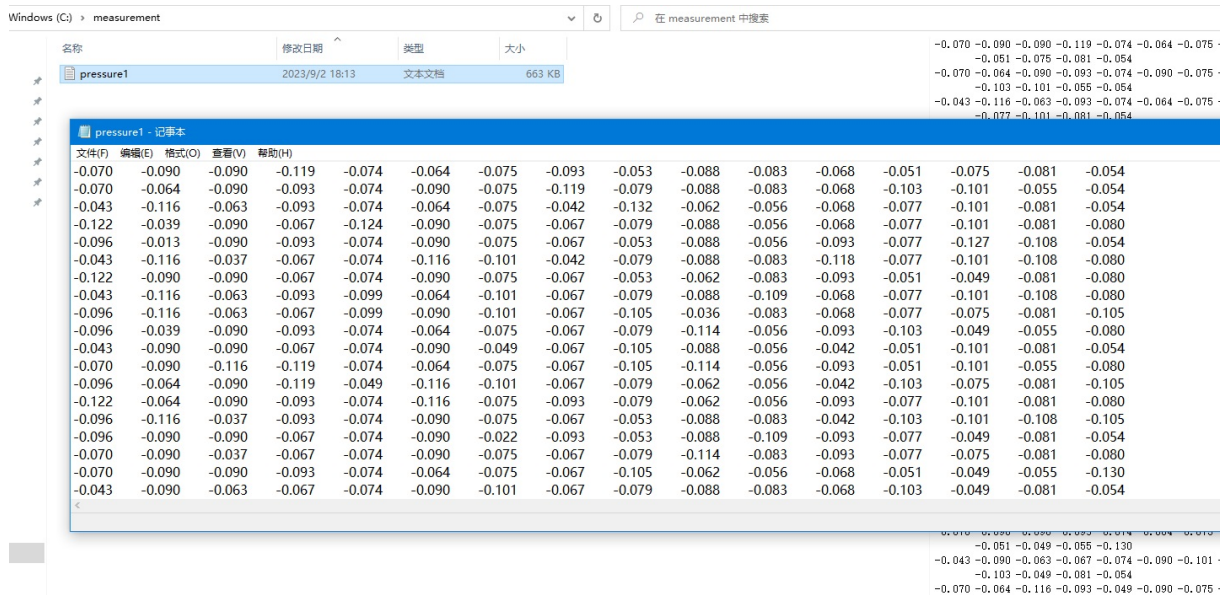 Windows (C:) › measurement
在 measurement 中搜索
名称 修改日期 类型 大小
pressure1 2023/9/2 18:13 文本文档 663 KB
-0.070 -0.090 -0.090 -0.119 -0.074 -0.064 -0.075 -
-0.051 -0.075 -0.081 -0.054
-0.070 -0.064 -0.090 -0.093 -0.074 -0.090 -0.075 -
-0.103 -0.101 -0.055 -0.054
-0.043 -0.116 -0.063 -0.093 -0.074 -0.064 -0.075 -
-0.077 -0.101 -0.081 -0.054
pressure1 - 记事本
文件(F) 编辑(E) 格式(O) 查看(V) 帮助(H)
-0.070 -0.090 -0.090 -0.119 -0.074 -0.064 -0.075 -0.093 -0.053 -0.088 -0.083 -0.068 -0.051 -0.075 -0.081 -0.054
-0.070 -0.064 -0.090 -0.093 -0.074 -0.090 -0.075 -0.119 -0.079 -0.088 -0.083 -0.068 -0.103 -0.101 -0.055 -0.054
-0.043 -0.116 -0.063 -0.093 -0.074 -0.064 -0.075 -0.042 -0.132 -0.062 -0.056 -0.068 -0.077 -0.101 -0.081 -0.054
-0.122 -0.039 -0.090 -0.067 -0.124 -0.090 -0.075 -0.067 -0.079 -0.088 -0.056 -0.068 -0.077 -0.101 -0.081 -0.080
-0.096 -0.013 -0.090 -0.093 -0.074 -0.090 -0.075 -0.067 -0.053 -0.088 -0.056 -0.093 -0.077 -0.127 -0.108 -0.054
-0.043 -0.116 -0.037 -0.067 -0.074 -0.116 -0.101 -0.042 -0.079 -0.088 -0.083 -0.118 -0.077 -0.101 -0.108 -0.080
-0.122 -0.090 -0.090 -0.067 -0.074 -0.090 -0.075 -0.067 -0.053 -0.062 -0.083 -0.093 -0.051 -0.049 -0.081 -0.080
-0.043 -0.116 -0.063 -0.093 -0.099 -0.064 -0.101 -0.067 -0.079 -0.088 -0.109 -0.068 -0.077 -0.101 -0.108 -0.080
-0.096 -0.116 -0.063 -0.067 -0.099 -0.090 -0.101 -0.067 -0.105 -0.036 -0.083 -0.068 -0.077 -0.075 -0.081 -0.105
-0.096 -0.039 -0.090 -0.093 -0.074 -0.064 -0.075 -0.067 -0.079 -0.114 -0.056 -0.093 -0.103 -0.049 -0.055 -0.080
-0.043 -0.090 -0.090 -0.067 -0.074 -0.090 -0.049 -0.067 -0.105 -0.088 -0.056 -0.042 -0.051 -0.101 -0.081 -0.054
-0.070 -0.090 -0.116 -0.119 -0.074 -0.064 -0.075 -0.067 -0.105 -0.114 -0.056 -0.093 -0.051 -0.101 -0.055 -0.080
-0.096 -0.064 -0.090 -0.119 -0.049 -0.116 -0.101 -0.067 -0.079 -0.062 -0.056 -0.042 -0.103 -0.075 -0.081 -0.105
-0.122 -0.064 -0.090 -0.093 -0.074 -0.116 -0.075 -0.093 -0.079 -0.062 -0.056 -0.093 -0.077 -0.101 -0.081 -0.080
-0.096 -0.116 -0.037 -0.093 -0.074 -0.090 -0.075 -0.067 -0.053 -0.088 -0.083 -0.042 -0.103 -0.101 -0.108 -0.105
-0.096 -0.090 -0.090 -0.067 -0.074 -0.090 -0.022 -0.093 -0.053 -0.088 -0.109 -0.093 -0.077 -0.049 -0.081 -0.054
-0.070 -0.090 -0.037 -0.067 -0.074 -0.090 -0.075 -0.067 -0.079 -0.114 -0.083 -0.093 -0.077 -0.075 -0.081 -0.080
-0.070 -0.090 -0.090 -0.093 -0.074 -0.064 -0.075 -0.067 -0.105 -0.062 -0.056 -0.068 -0.051 -0.049 -0.055 -0.130
-0.043 -0.090 -0.063 -0.067 -0.074 -0.090 -0.101 -0.067 -0.079 -0.088 -0.083 -0.068 -0.103 -0.049 -0.081 -0.054
-0.051 -0.049 -0.055 -0.130
-0.043 -0.090 -0.063 -0.067 -0.074 -0.090 -0.101 -
-0.103 -0.049 -0.081 -0.054
-0.070 -0.064 -0.116 -0.093 -0.049 -0.090 -0.075 -